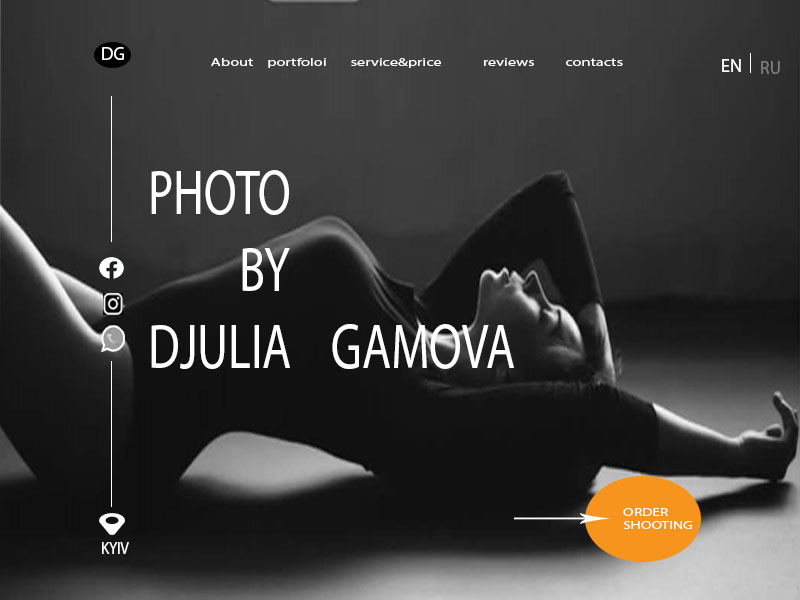 DG
About portfoloi service&price reviews contacts
EN
RU
PHOTO
BY
DJULIA GAMOVA
ORDER
SHOOTING
KYIV